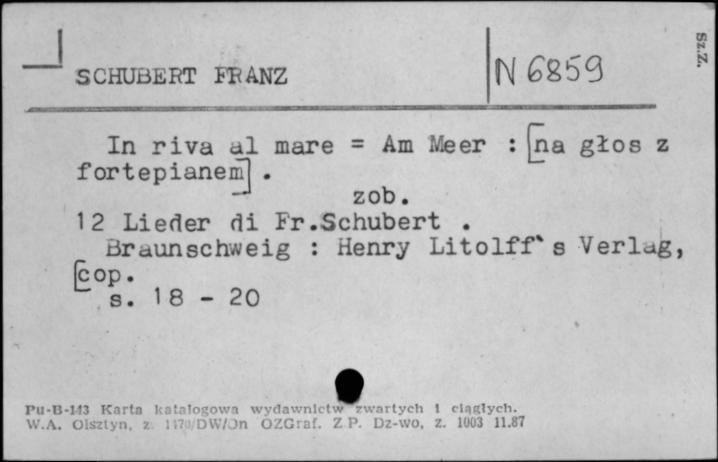 SCHUBERT FRANZ
N 6859
Sz.Z.
In riva al mare = Am Meer : [na głos z
fortepianem] .
zob.
12 Lieder di Fr.Schubert .
Braunschweig : Henry Litolff`s Verlag,
[cop.
s. 18 - 20
Pu-B-143 Karta katalogowa wydawnictw zwartych i ciągłych.
W.A. Olsztyn, z. DW/On OZGraf. Z.P. Dz-wo, z. 1003 11.87